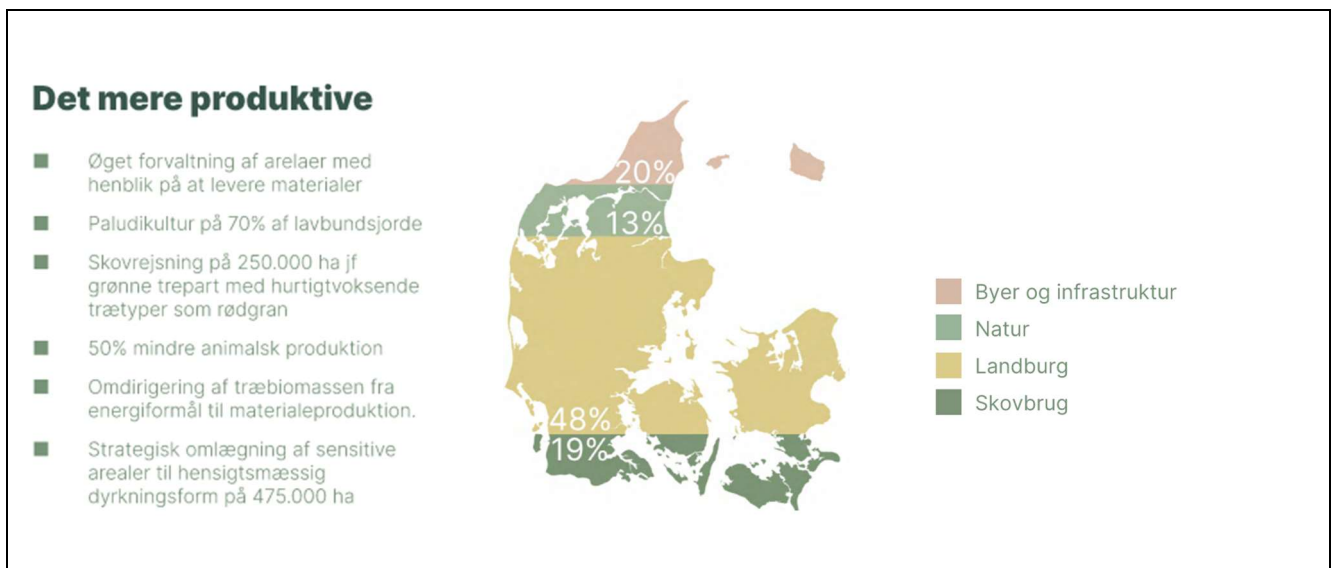 Det mere produktive
Øget forvaltning af arelaer med
henblik på at levere materialer
Paludikultur på 70% af lavbundsjorde
Skovrejsning på 250.000 ha jf
grønne trepart med hurtigtvoksende
trætyper som rødgran
50% mindre animalsk produktion
Omdirigering af træbiomassen fra
energiformål til materialeproduktion.
Strategisk omlægning af sensitive
arealer til hensigtsmæssig
dyrkningsform på 475.000 ha
20%
13%
48%
19%
Byer og infrastruktur
Natur
Landburg
Skovbrug